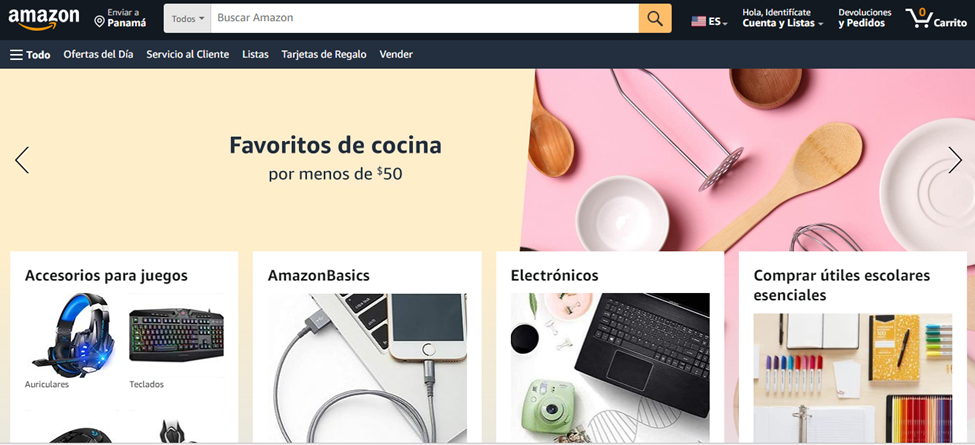 amazon
Enviar a
Panamá
Todos
Buscar Amazon
ES
Hola, Identifícate
Cuenta y Listas
Devoluciones
y Pedidos
0
Carrito
Todo
Ofertas del Día
Servicio al Cliente
Listas
Tarjetas de Regalo
Vender
Favoritos de cocina
por menos de $50
Accesorios para juegos
Auriculares
Teclados
AmazonBasics
Electrónicos
Comprar útiles escolares
esenciales